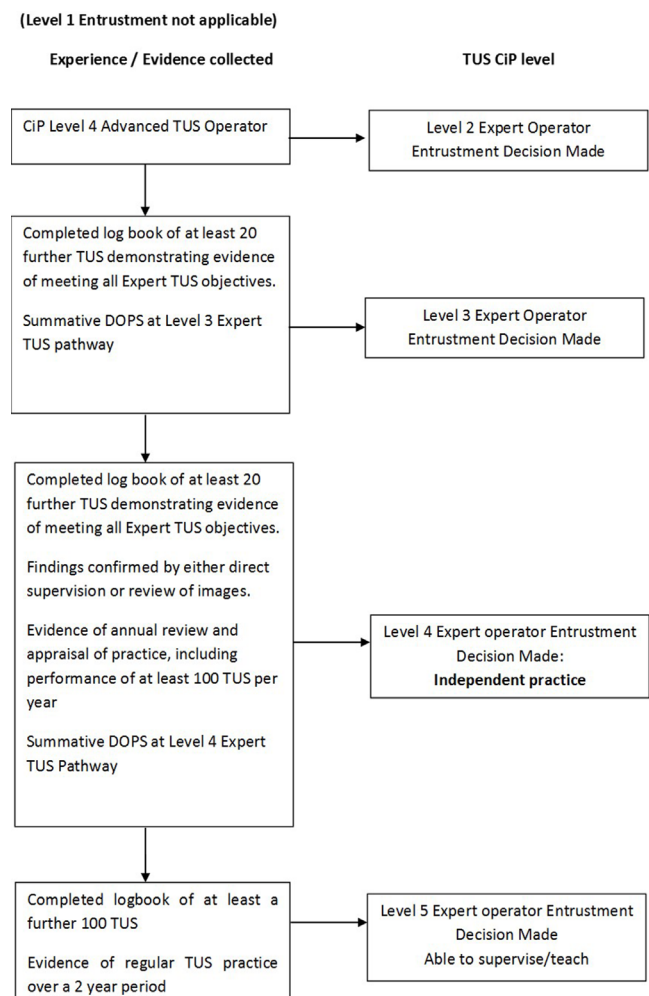 (Level 1 Entrustment not applicable)
Experience / Evidence collected
TUS CiP level
CiP Level 4 Advanced TUS Operator
Level 2 Expert Operator
Entrustment Decision Made
Completed log book of at least 20
further TUS demonstrating evidence
of meeting all Expert TUS objectives.
Summative DOPS at Level 3 Expert
TUS pathway
Level 3 Expert Operator
Entrustment Decision Made
Completed log book of at least 20
further TUS demonstrating evidence
of meeting all Expert TUS objectives.
Findings confirmed by either direct
supervision or review of images.
Evidence of annual review and
appraisal of practice, including
performance of at least 100 TUS per
year
Summative DOPS at Level 4 Expert
TUS Pathway
Level 4 Expert operator Entrustment
Decision Made:
Independent practice
Completed logbook of at least a
further 100 TUS
Evidence of regular TUS practice
over a 2 year period
Level 5 Expert operator Entrustment
Decision Made
Able to supervise/teach